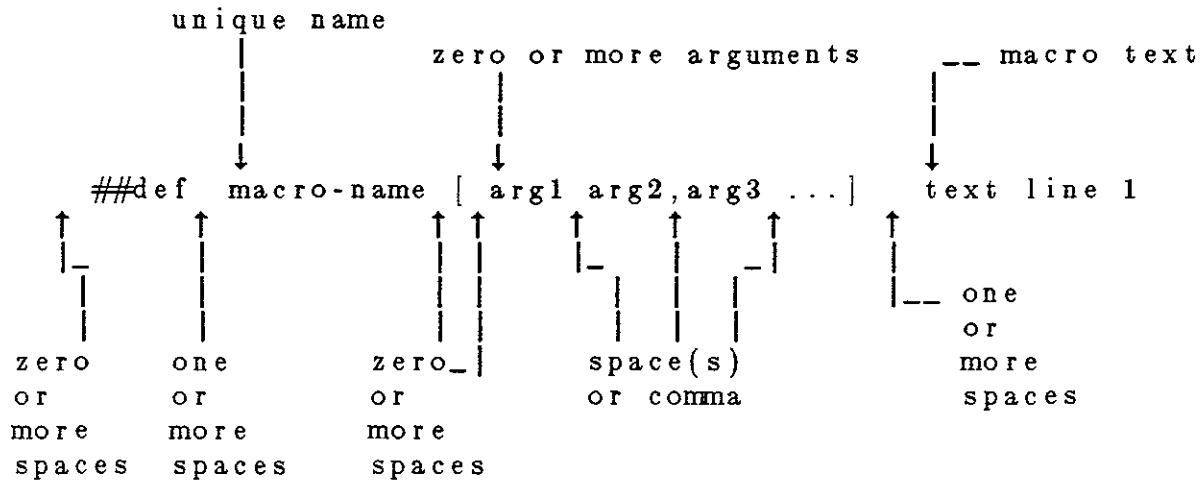 unique name
zero or more arguments
macro text
##def macro-name [ arg1 arg2,arg3 ...] text line 1
one
or
more
spaces
zero
or
more
spaces
one
or
more
spaces
zero
or
more
spaces
space(s)
or comma